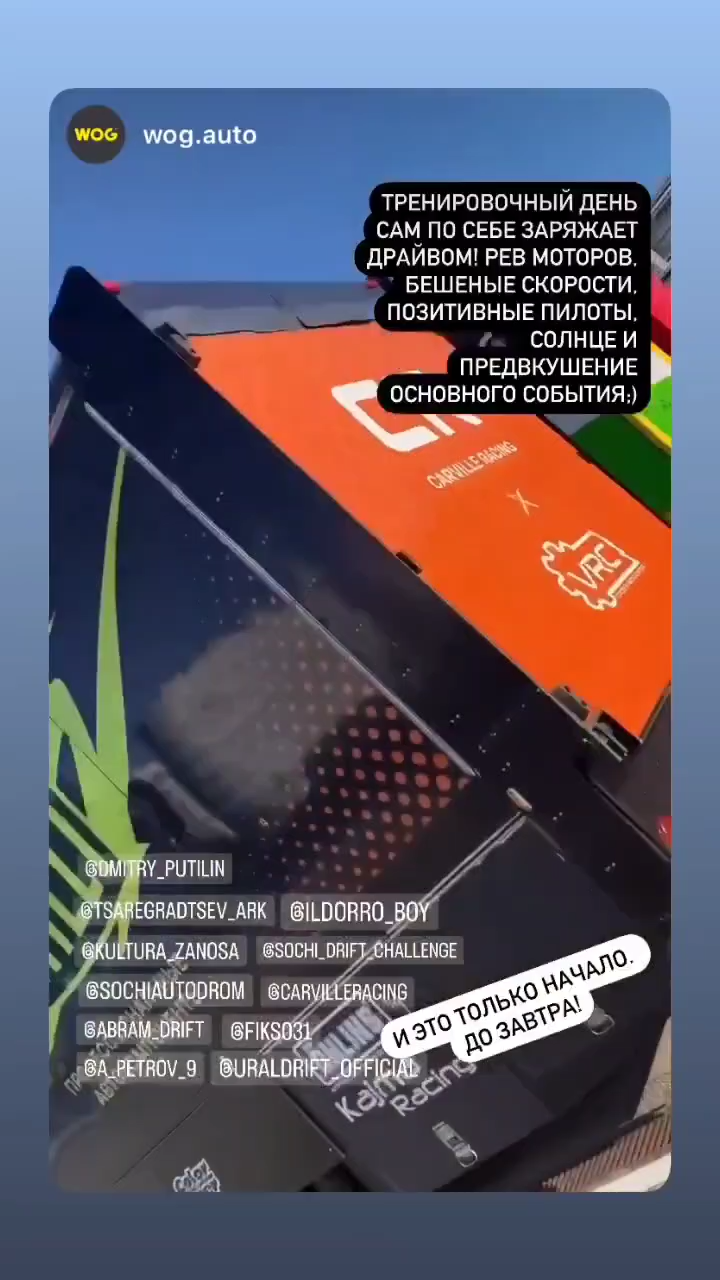 WOG
wog.auto
ТРЕНИРОВОЧНЫЙ ДЕНЬ
САМ ПО СЕБЕ ЗАРЯЖАЕТ
ДРАЙВОМ! РЕВ МОТОРОВ,
БЕШЕНЫЕ СКОРОСТИ,
ПОЗИТИВНЫЕ ПИЛОТЫ,
СОЛНЦЕ И
ПРЕДВКУШЕНИЕ
ОСНОВНОГО СОБЫТИЯ;)
CARVILLE RACING
X
VRC
@DMITRY_PUTILIN
@TSAREGRADTSEV_ARK @ILDORRO_BOY
@KULTURA_ZANOSA @SOCHI_DRIFT_CHALLENGE
@SOCHIAUTODROM @CARVILLERACING
@ABRAM_DRIFT @FIKS031
@A_PETROV_9 @URALDRIFT_OFFICIAL
И ЭТО ТОЛЬКО НАЧАЛО.
ДО ЗАВТРА!
Racing